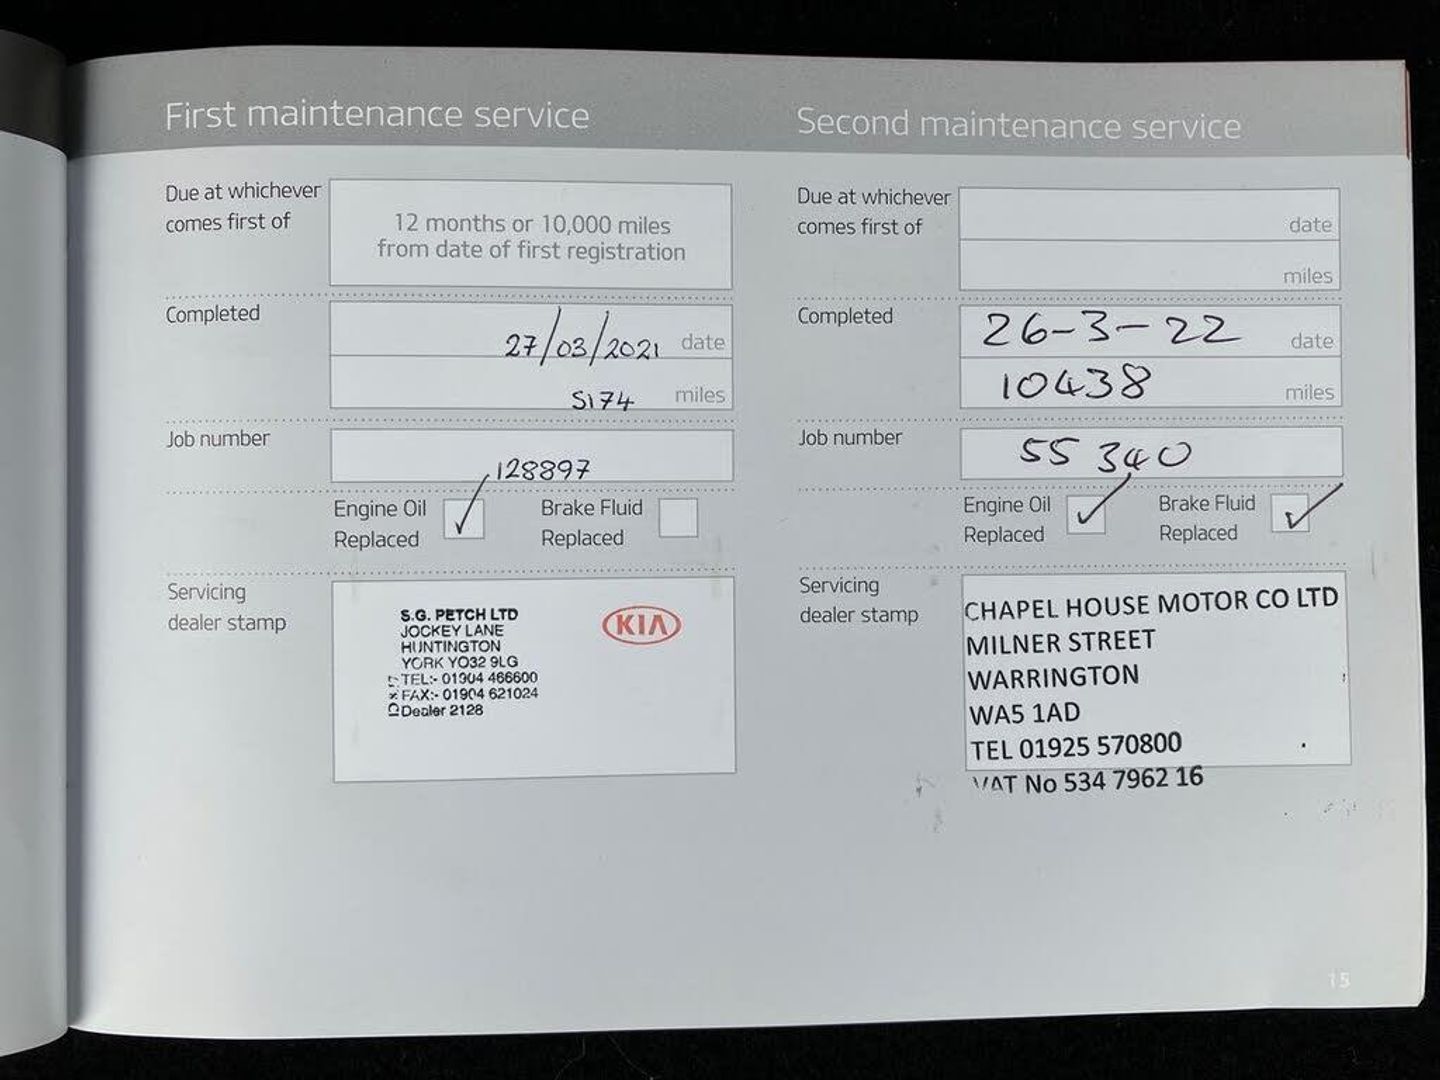 First maintenance service
Due at whichever
comes first of
12 months or 10,000 miles
from date of first registration
Completed
27/03/2021 date
5174 miles
Job number
128897
Engine Oil
Replaced
Brake Fluid
Replaced
Servicing
dealer stamp
S.G. PETCH LTD
JOCKEY LANE
HUNTINGTON
YORK YO32 9LG
TEL:- 01904 466600
FAX:- 01904 621024
Dealer 2128
KIA
Second maintenance service
Due at whichever
comes first of
date
miles
Completed
26-3-22 date
10438 miles
Job number
55340
Engine Oil
Replaced
Brake Fluid
Replaced
Servicing
dealer stamp
CHAPEL HOUSE MOTOR CO LTD
MILNER STREET
WARRINGTON
WA5 1AD
TEL 01925 570800
VAT No 534 7962 16
15